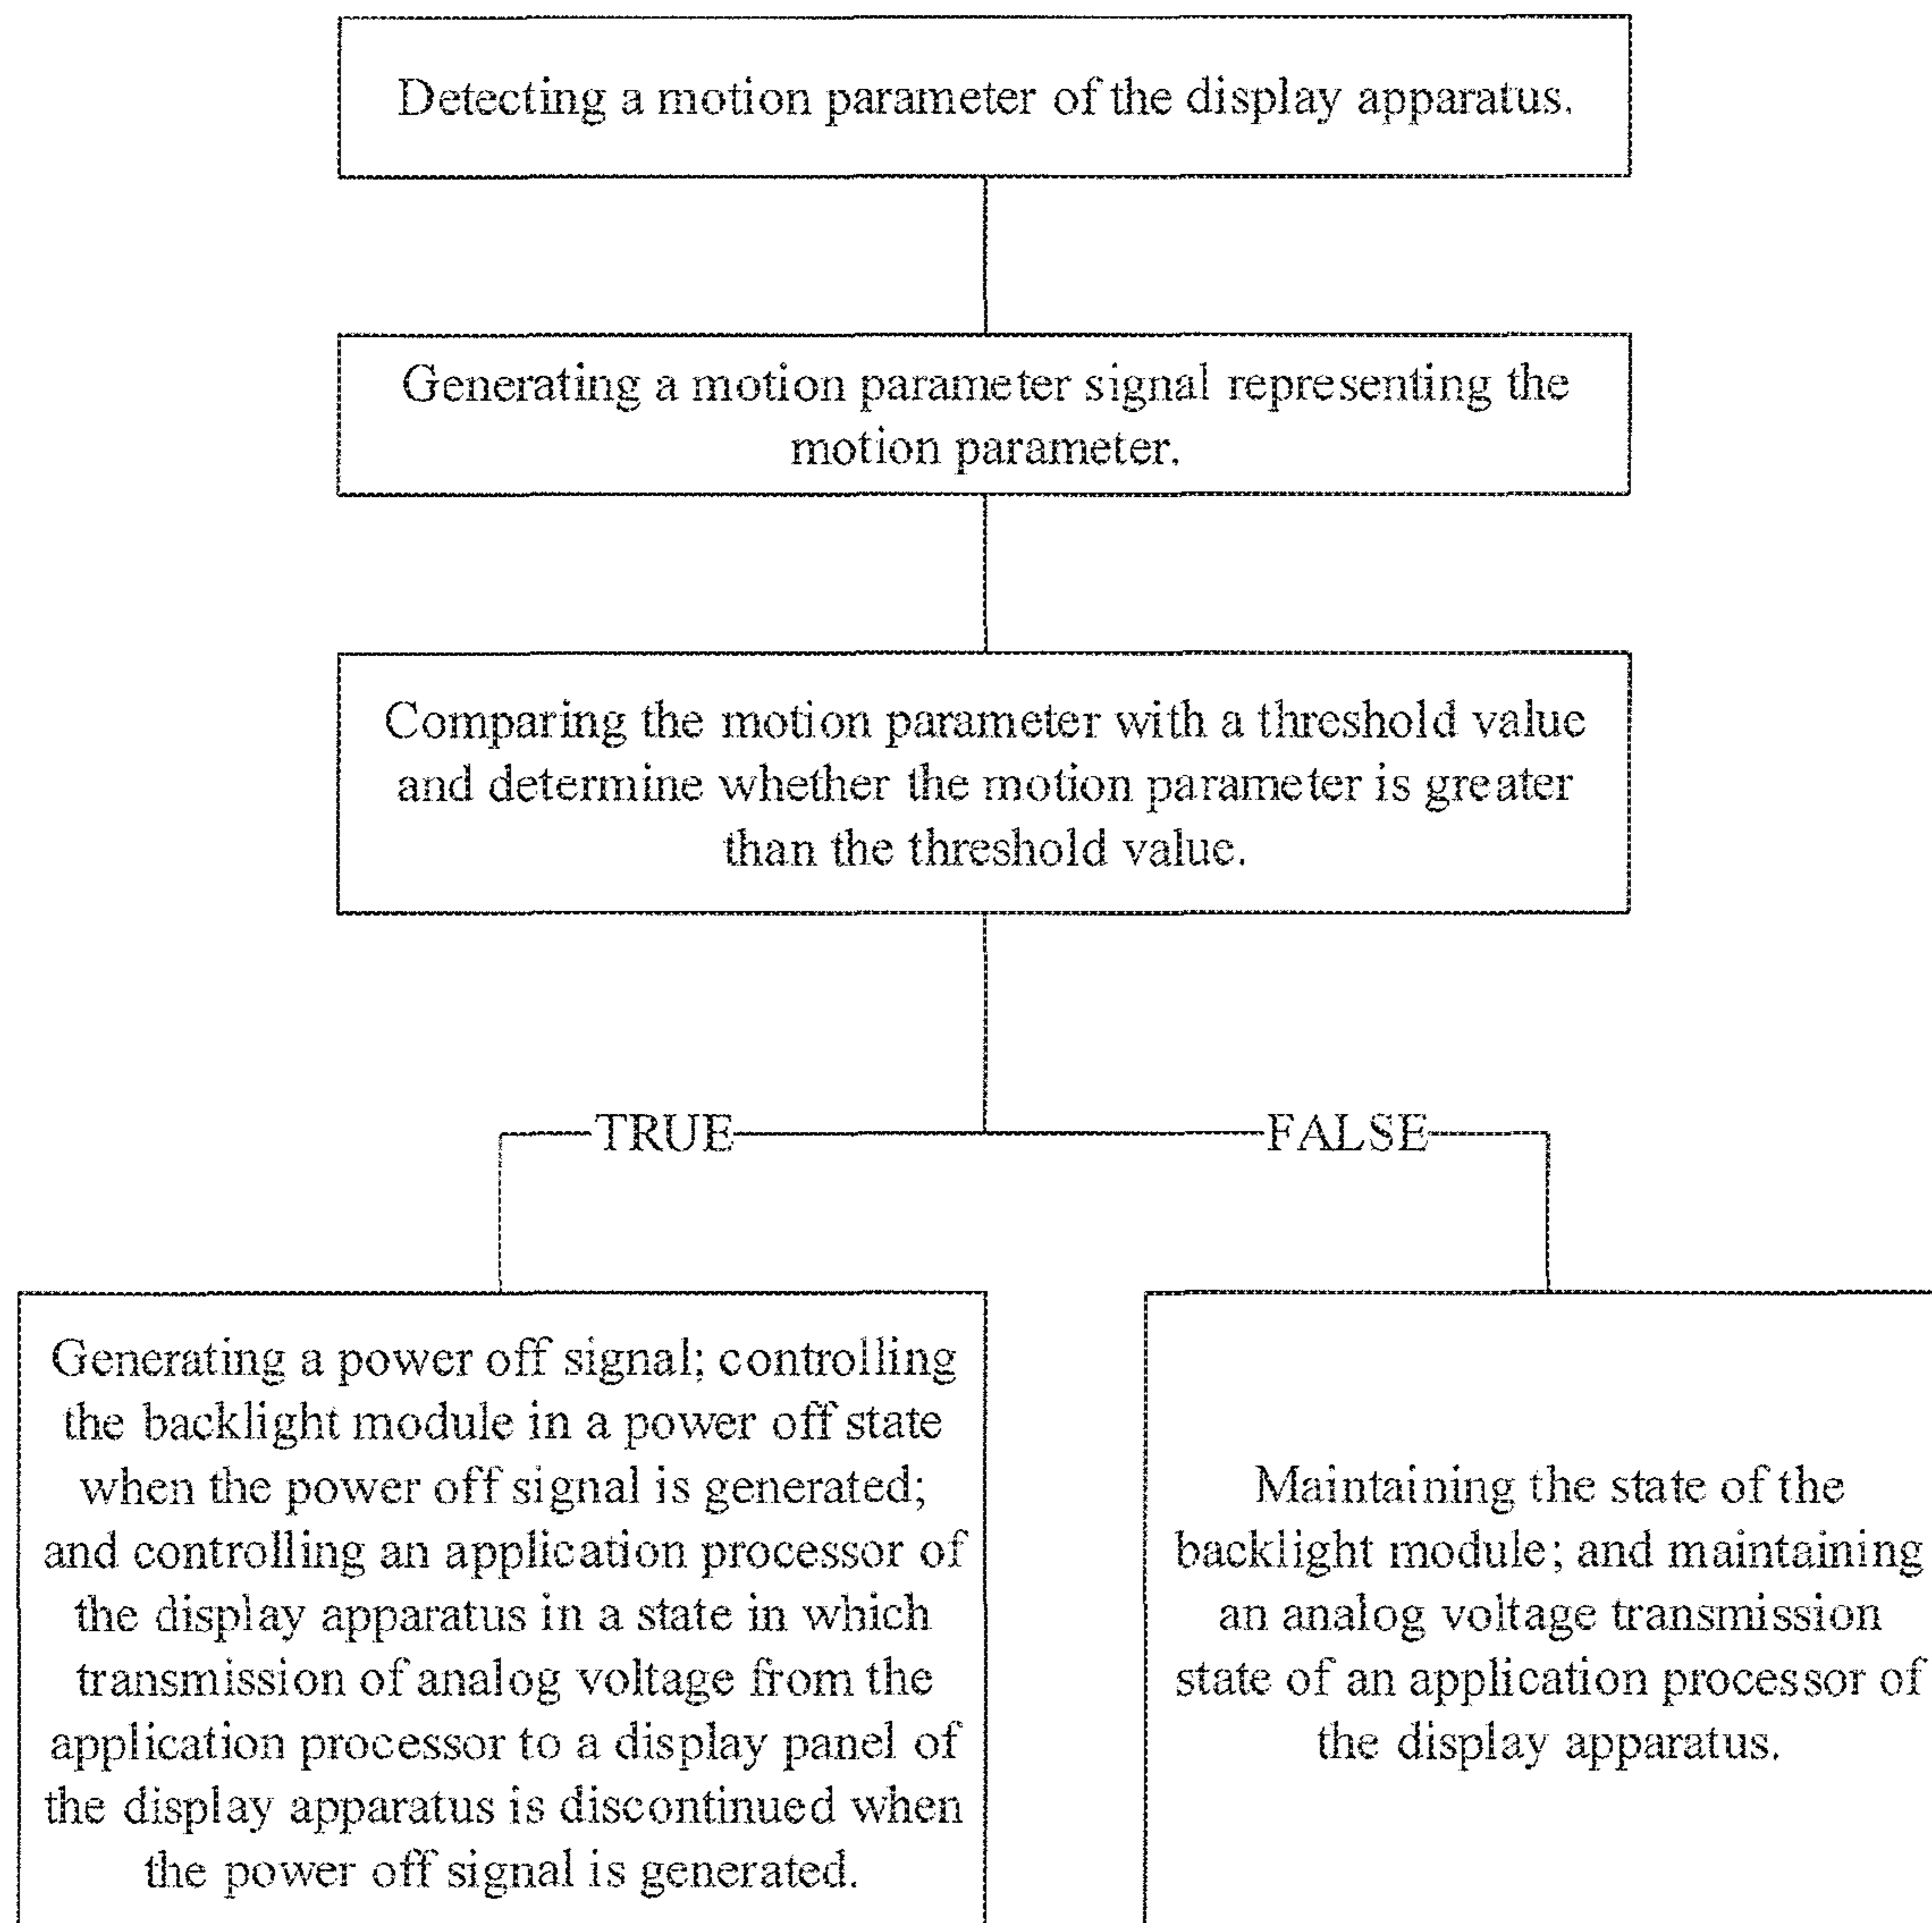 Detecting a motion parameter of the display apparatus.
Generating a motion parameter signal representing the
motion parameter.
Comparing the motion parameter with a threshold value
and determine whether the motion parameter is greater
than the threshold value.
TRUE
FALSE
Generating a power off signal; controlling
the backlight module in a power off state
when the power off signal is generated;
and controlling an application processor of
the display apparatus in a state in which
transmission of analog voltage from the
application processor to a display panel of
the display apparatus is discontinued when
the power off signal is generated.
Maintaining the state of the
backlight module; and maintaining
an analog voltage transmission
state of an application processor of
the display apparatus.